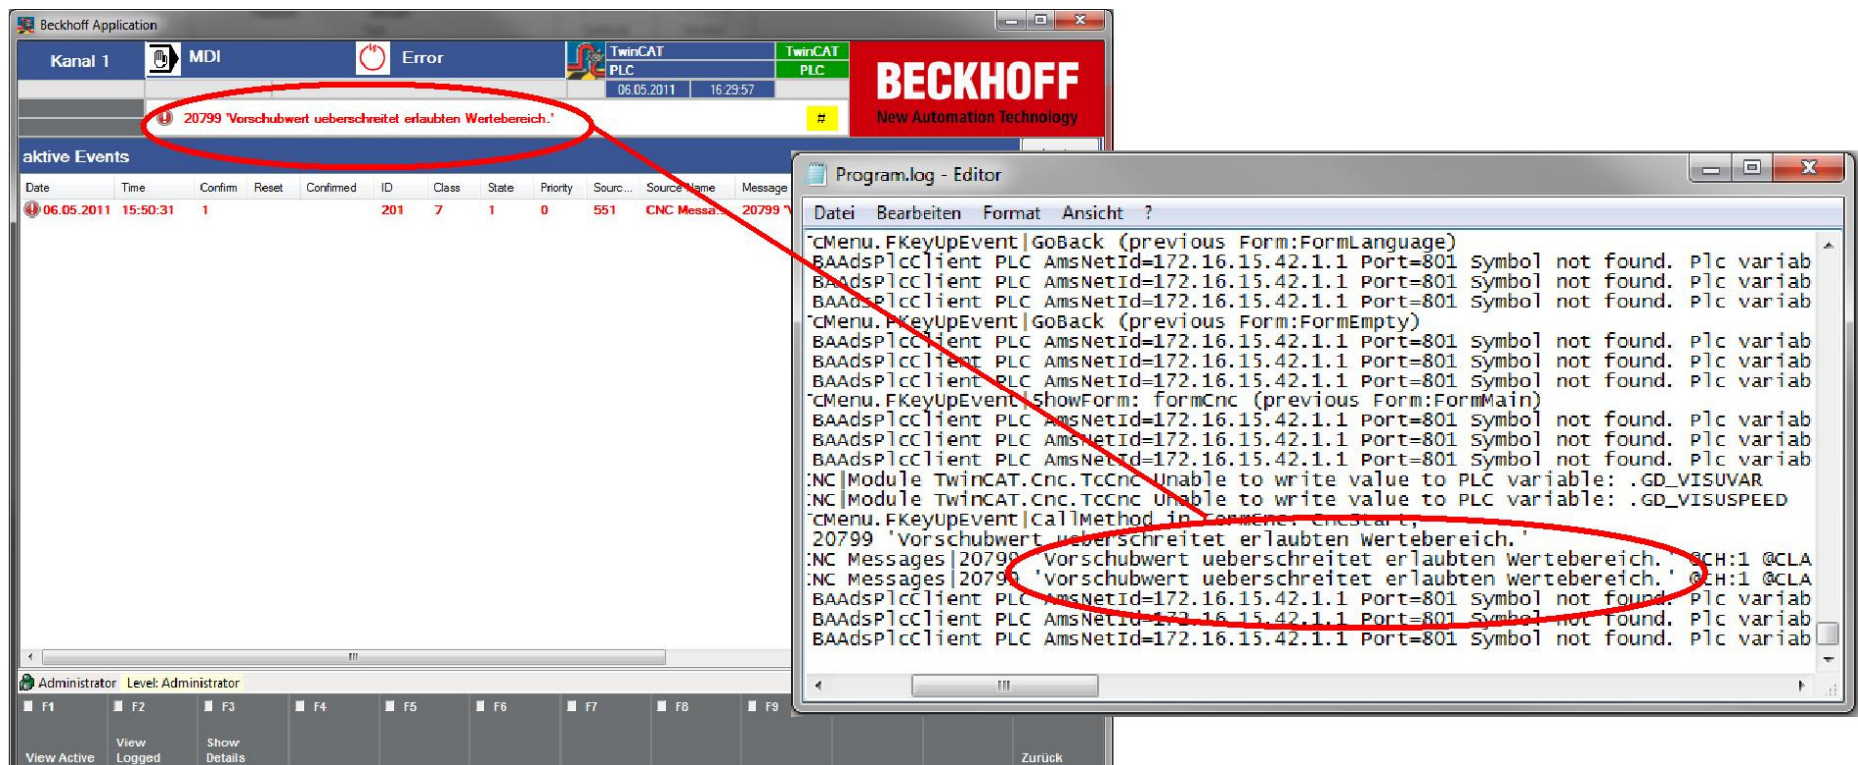 Beckhoff Application
Kanal 1 MDI Error TwinCAT TwinCAT
PLC PLC
06.05.2011 16:29:57
BECKHOFF
New Automation Technology
20799 'Vorschubwert ueberschreitet erlaubten Wertebereich.' #
aktive Events
Date Time Confirm Reset Confirmed ID Class State Priority Sourc... Source Name Message
06.05.2011 15:50:31 1 201 7 1 0 551 CNC Messa... 20799
Administrator Level: Administrator
F1 F2 F3 F4 F5 F6 F7 F8 F9
View Active View Logged Show Details Zurück
Program.log - Editor
Datei Bearbeiten Format Ansicht ?
cMenu.FKeyUpEvent|GoBack (previous Form:FormLanguage)
BAAdsPlcClient PLC AmsNetId=172.16.15.42.1.1 Port=801 Symbol not found. Plc variab
BAAdsPlcClient PLC AmsNetId=172.16.15.42.1.1 Port=801 Symbol not found. Plc variab
BAAdsPlcClient PLC AmsNetId=172.16.15.42.1.1 Port=801 Symbol not found. Plc variab
cMenu.FKeyUpEvent|GoBack (previous Form:FormEmpty)
BAAdsPlcClient PLC AmsNetId=172.16.15.42.1.1 Port=801 Symbol not found. Plc variab
BAAdsPlcClient PLC AmsNetId=172.16.15.42.1.1 Port=801 Symbol not found. Plc variab
BAAdsPlcClient PLC AmsNetId=172.16.15.42.1.1 Port=801 Symbol not found. Plc variab
cMenu.FKeyUpEvent|ShowForm: formCnc (previous Form:FormMain)
BAAdsPlcClient PLC AmsNetId=172.16.15.42.1.1 Port=801 Symbol not found. Plc variab
BAAdsPlcClient PLC AmsNetId=172.16.15.42.1.1 Port=801 Symbol not found. Plc variab
BAAdsPlcClient PLC AmsNetId=172.16.15.42.1.1 Port=801 Symbol not found. Plc variab
NC|Module TwinCAT.Cnc.TcCnc Unable to write value to PLC variable: .GD_VISUVAR
NC|Module TwinCAT.Cnc.TcCnc Unable to write value to PLC variable: .GD_VISUSPEED
cMenu.FKeyUpEvent|CallMethod in FormCnc: CncStart;
20799 'Vorschubwert ueberschreitet erlaubten Wertebereich.'
NC Messages|20799 'Vorschubwert ueberschreitet erlaubten Wertebereich.' @CH:1 @CLA
NC Messages|20799 'Vorschubwert ueberschreitet erlaubten Wertebereich.' @CH:1 @CLA
BAAdsPlcClient PLC AmsNetId=172.16.15.42.1.1 Port=801 Symbol not found. Plc variab
BAAdsPlcClient PLC AmsNetId=172.16.15.42.1.1 Port=801 Symbol not found. Plc variab
BAAdsPlcClient PLC AmsNetId=172.16.15.42.1.1 Port=801 Symbol not found. Plc variab